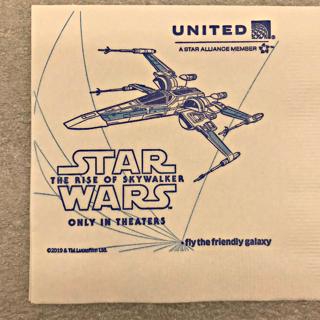 UNITED
A STAR ALLIANCE MEMBER
STAR
THE RISE OF SKYWALKER
WARS
ONLY IN THEATERS
©2019 & TM Lucasfilm Ltd.
fly the friendly galaxy